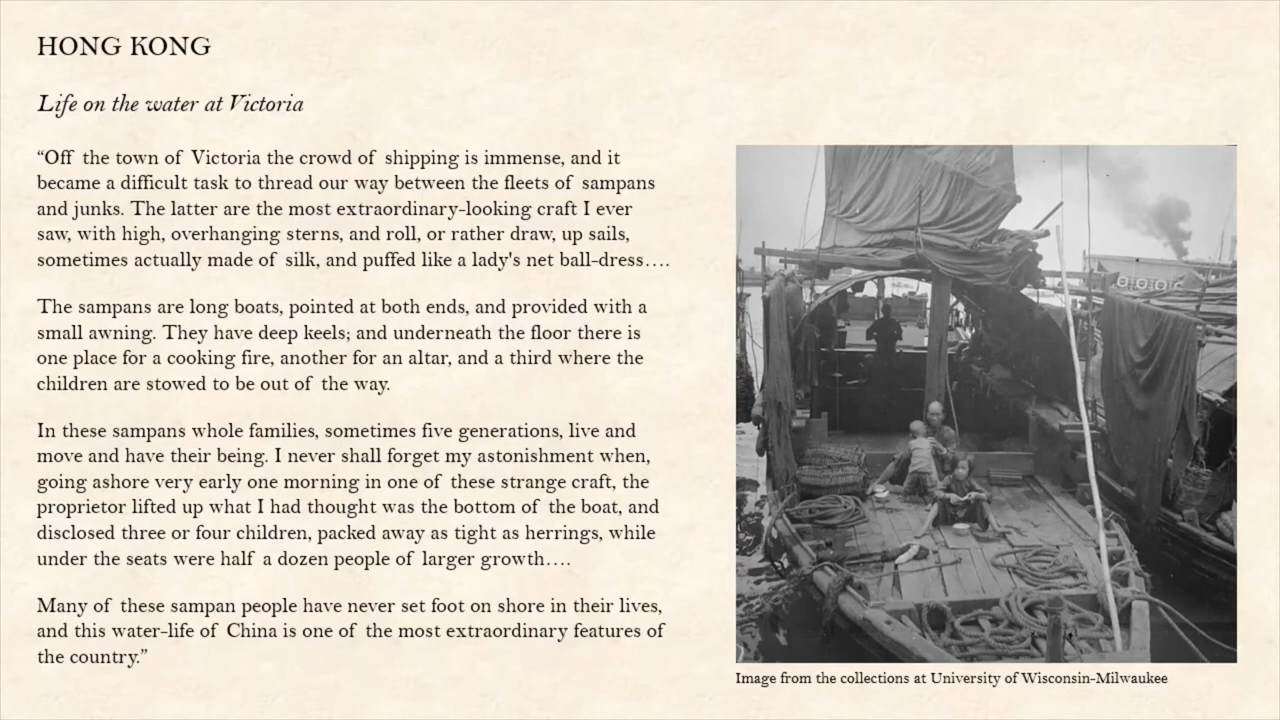 HONG KONG
Life on the water at Victoria
“Off the town of Victoria the crowd of shipping is immense, and it
became a difficult task to thread our way between the fleets of sampans
and junks. The latter are the most extraordinary-looking craft I ever
saw, with high, overhanging sterns, and roll, or rather draw, up sails,
sometimes actually made of silk, and puffed like a lady's net ball-dress….
The sampans are long boats, pointed at both ends, and provided with a
small awning. They have deep keels; and underneath the floor there is
one place for a cooking fire, another for an altar, and a third where the
children are stowed to be out of the way.
In these sampans whole families, sometimes five generations, live and
move and have their being. I never shall forget my astonishment when,
going ashore very early one morning in one of these strange craft, the
proprietor lifted up what I had thought was the bottom of the boat, and
disclosed three or four children, packed away as tight as herrings, while
under the seats were half a dozen people of larger growth….
Many of these sampan people have never set foot on shore in their lives,
and this water-life of China is one of the most extraordinary features of
the country.”
Image from the collections at University of Wisconsin-Milwaukee